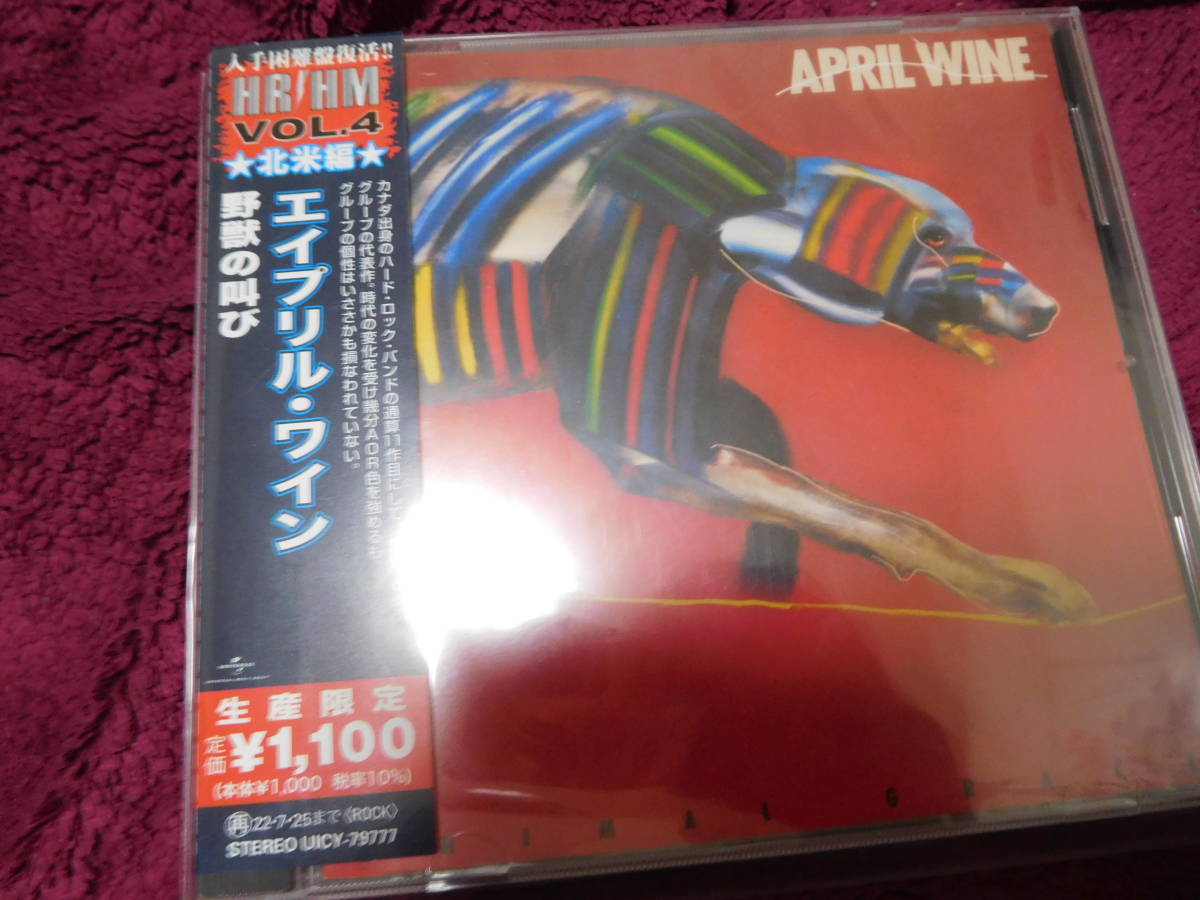 入手困難盤復活!!
HR/HM
VOL.4
★北米編★
エイプリル・ワイン
野獣の叫び
カナダ出身のハード・ロック・バンドの通算11作目にして
グループの代表作。時代の変化を受け幾分AOR色を強めるも
グループの個性はいささかも損なわれていない。
生産限定
定価 ¥1,100
(本体¥1,000 税率10%)
再 22・7・25まで 〈ROCK〉
STEREO UICY-79777
APRIL WINE
NIMAL GRAC